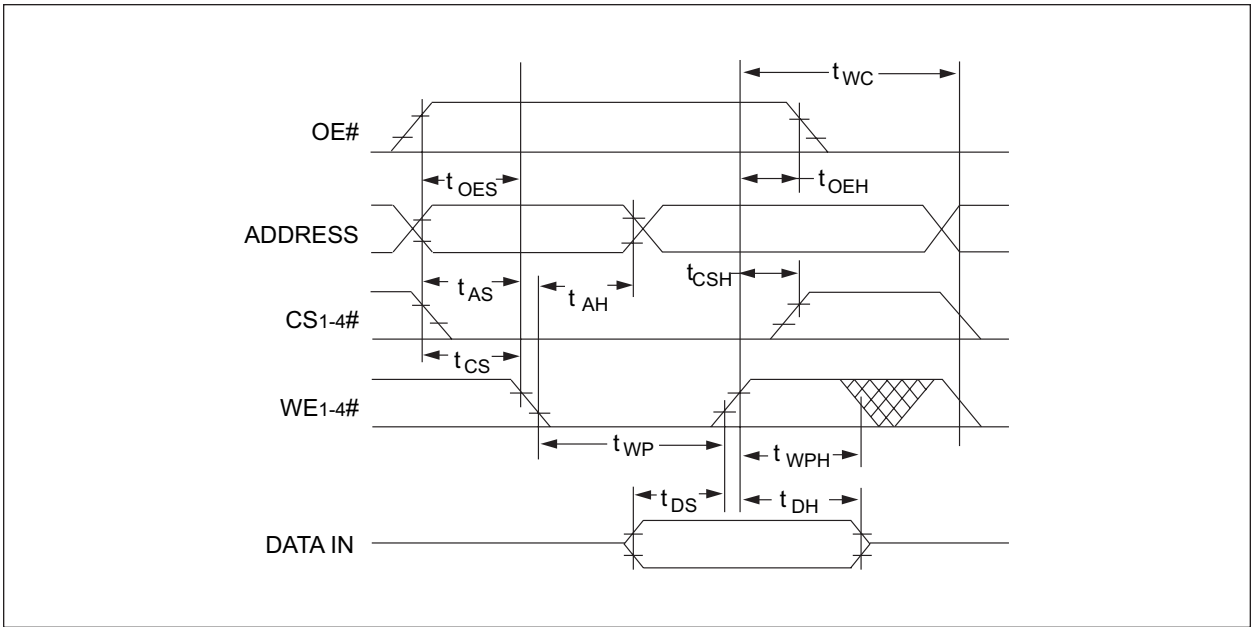 tWC
OE#
tOES
tOEH
ADDRESS
tCSH
tAS
tAH
CS1-4#
tCS
WE1-4#
tWP
tWPH
tDS
tDH
DATA IN